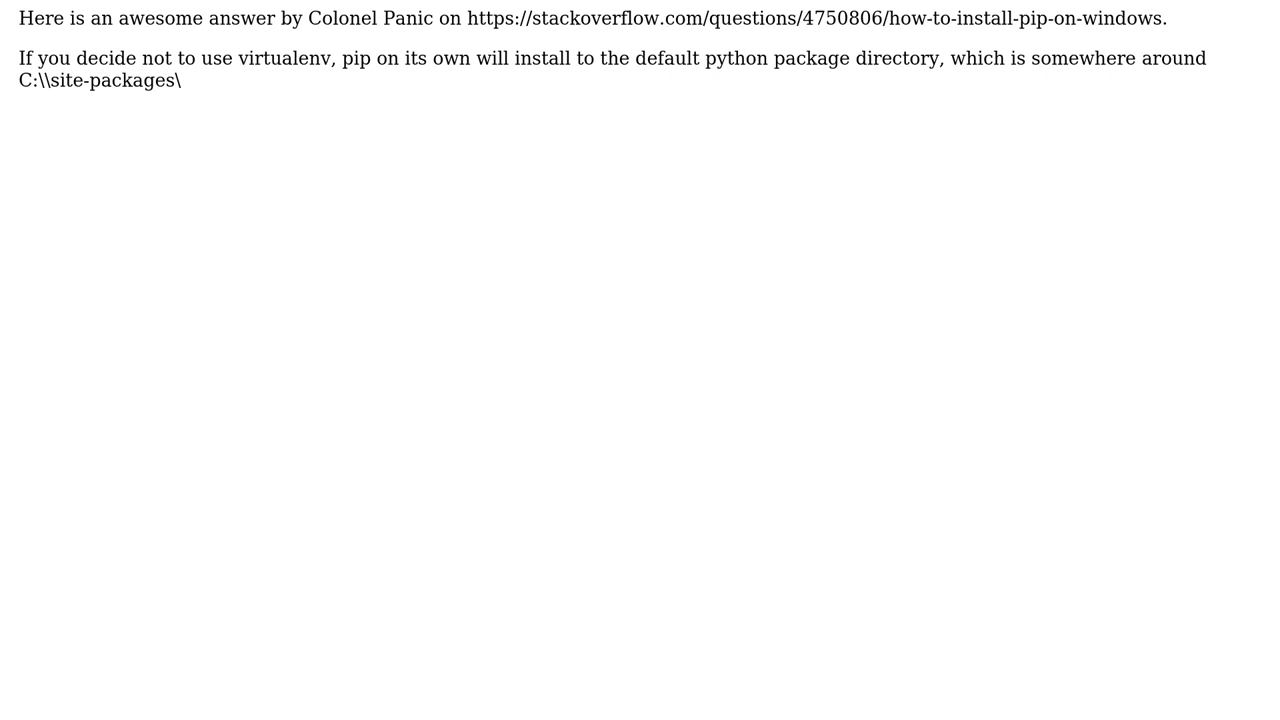 Here is an awesome answer by Colonel Panic on https://stackoverflow.com/questions/4750806/how-to-install-pip-on-windows.
If you decide not to use virtualenv, pip on its own will install to the default python package directory, which is somewhere around
C:\\site-packages\